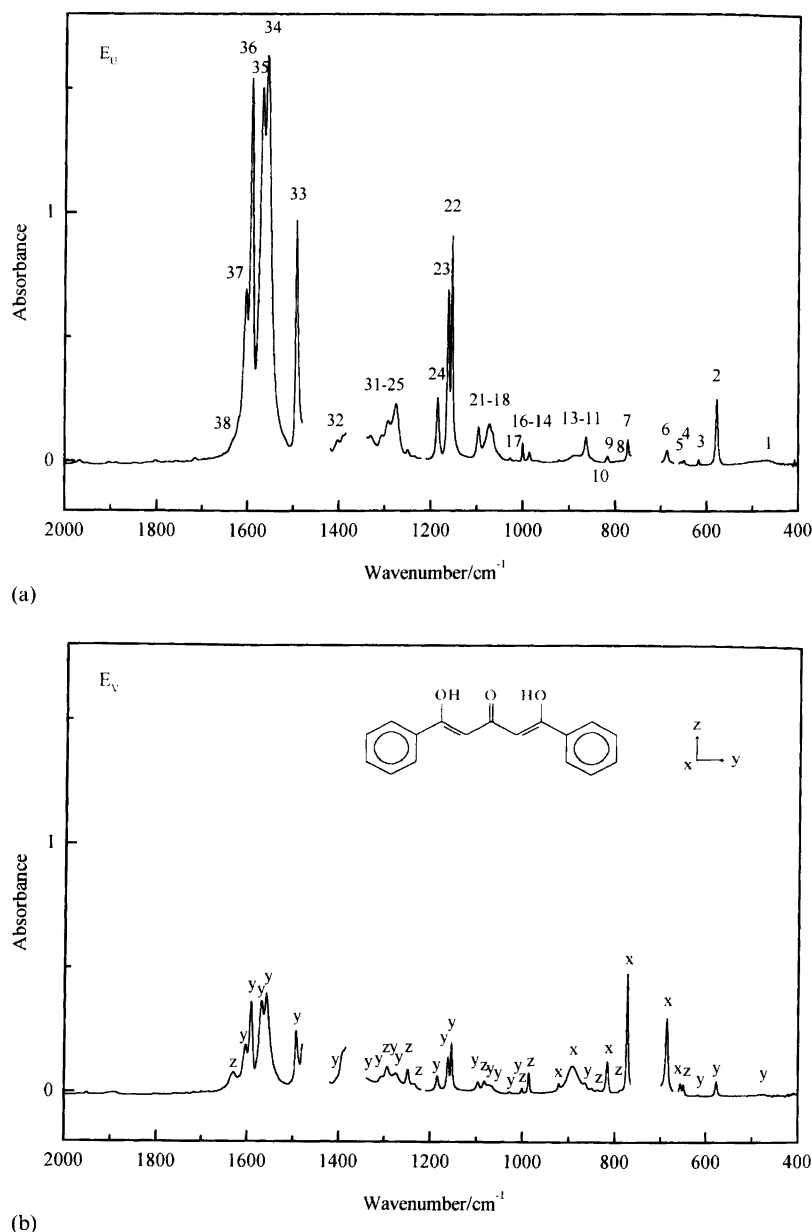 E_U
34
36
35
33
37
38
32
31-25
22
23
24
21-18
17
16-14
13-11
10
9
8
7
6
5
4
3
2
1
1
0
Absorbance
2000 1800 1600 1400 1200 1000 800 600 400
Wavenumber/cm⁻¹
(a)
E_V
OH O HO
z
x y
1
0
Absorbance
z y y y y y y y y z y y z z y y y y z y y y y z z x x y z x z x x x z y y y
2000 1800 1600 1400 1200 1000 800 600 400
Wavenumber/cm⁻¹
(b)